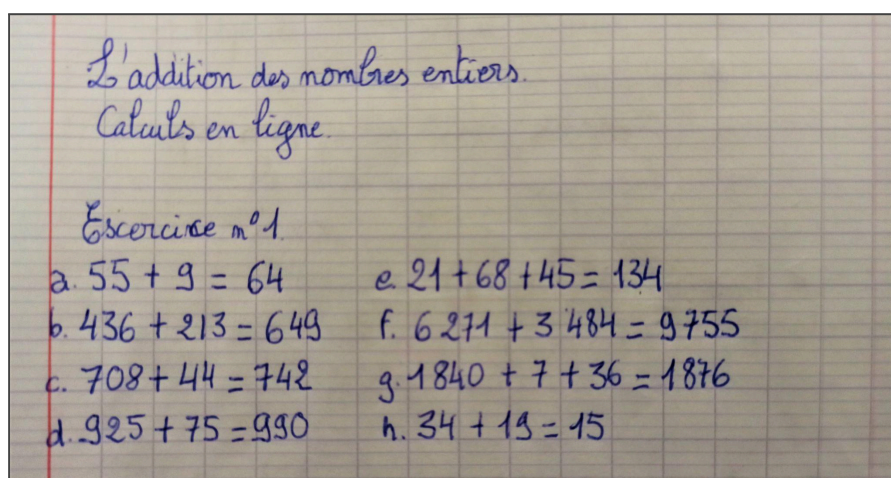 L'addition des nombres entiers.
Calculs en ligne.
Escercice n°1.
a. 55 + 9 = 64
b. 436 + 213 = 649
c. 708 + 44 = 742
d. 925 + 75 = 990
e. 21 + 68 + 45 = 134
f. 6 271 + 3 484 = 9755
g. 1840 + 7 + 36 = 1876
h. 34 + 19 = 15